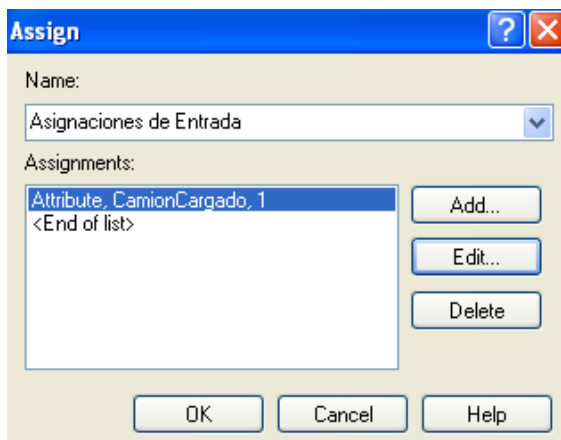 Assign
Name:
Asignaciones de Entrada
Assignments:
Attribute, CamionCargado, 1
<End of list>
Add...
Edit...
Delete
OK
Cancel
Help